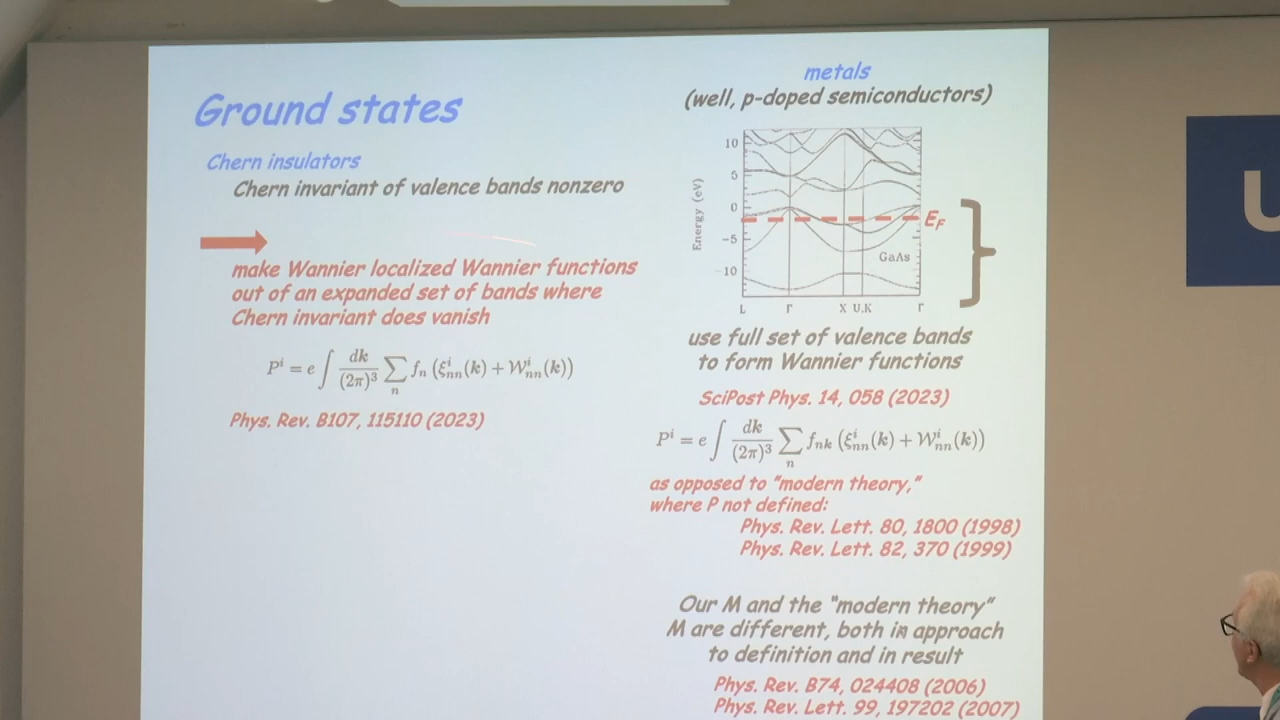 Ground states
Chern insulators
Chern invariant of valence bands nonzero
make Wannier localized Wannier functions
out of an expanded set of bands where
Chern invariant does vanish
P^i = e ∫ dk/(2π)^3 ∑_n f_n (ξ^i_nn(k) + W^i_nn(k))
Phys. Rev. B107, 115110 (2023)
metals
(well, p-doped semiconductors)
Energy (eV)
10
5
0
-5
-10
E_F
GaAs
L Γ X U,K Γ
use full set of valence bands
to form Wannier functions
SciPost Phys. 14, 058 (2023)
P^i = e ∫ dk/(2π)^3 ∑_n f_nk (ξ^i_nn(k) + W^i_nn(k))
as opposed to "modern theory,"
where P not defined:
Phys. Rev. Lett. 80, 1800 (1998)
Phys. Rev. Lett. 82, 370 (1999)
Our M and the "modern theory"
M are different, both in approach
to definition and in result
Phys. Rev. B74, 024408 (2006)
Phys. Rev. Lett. 99, 197202 (2007)